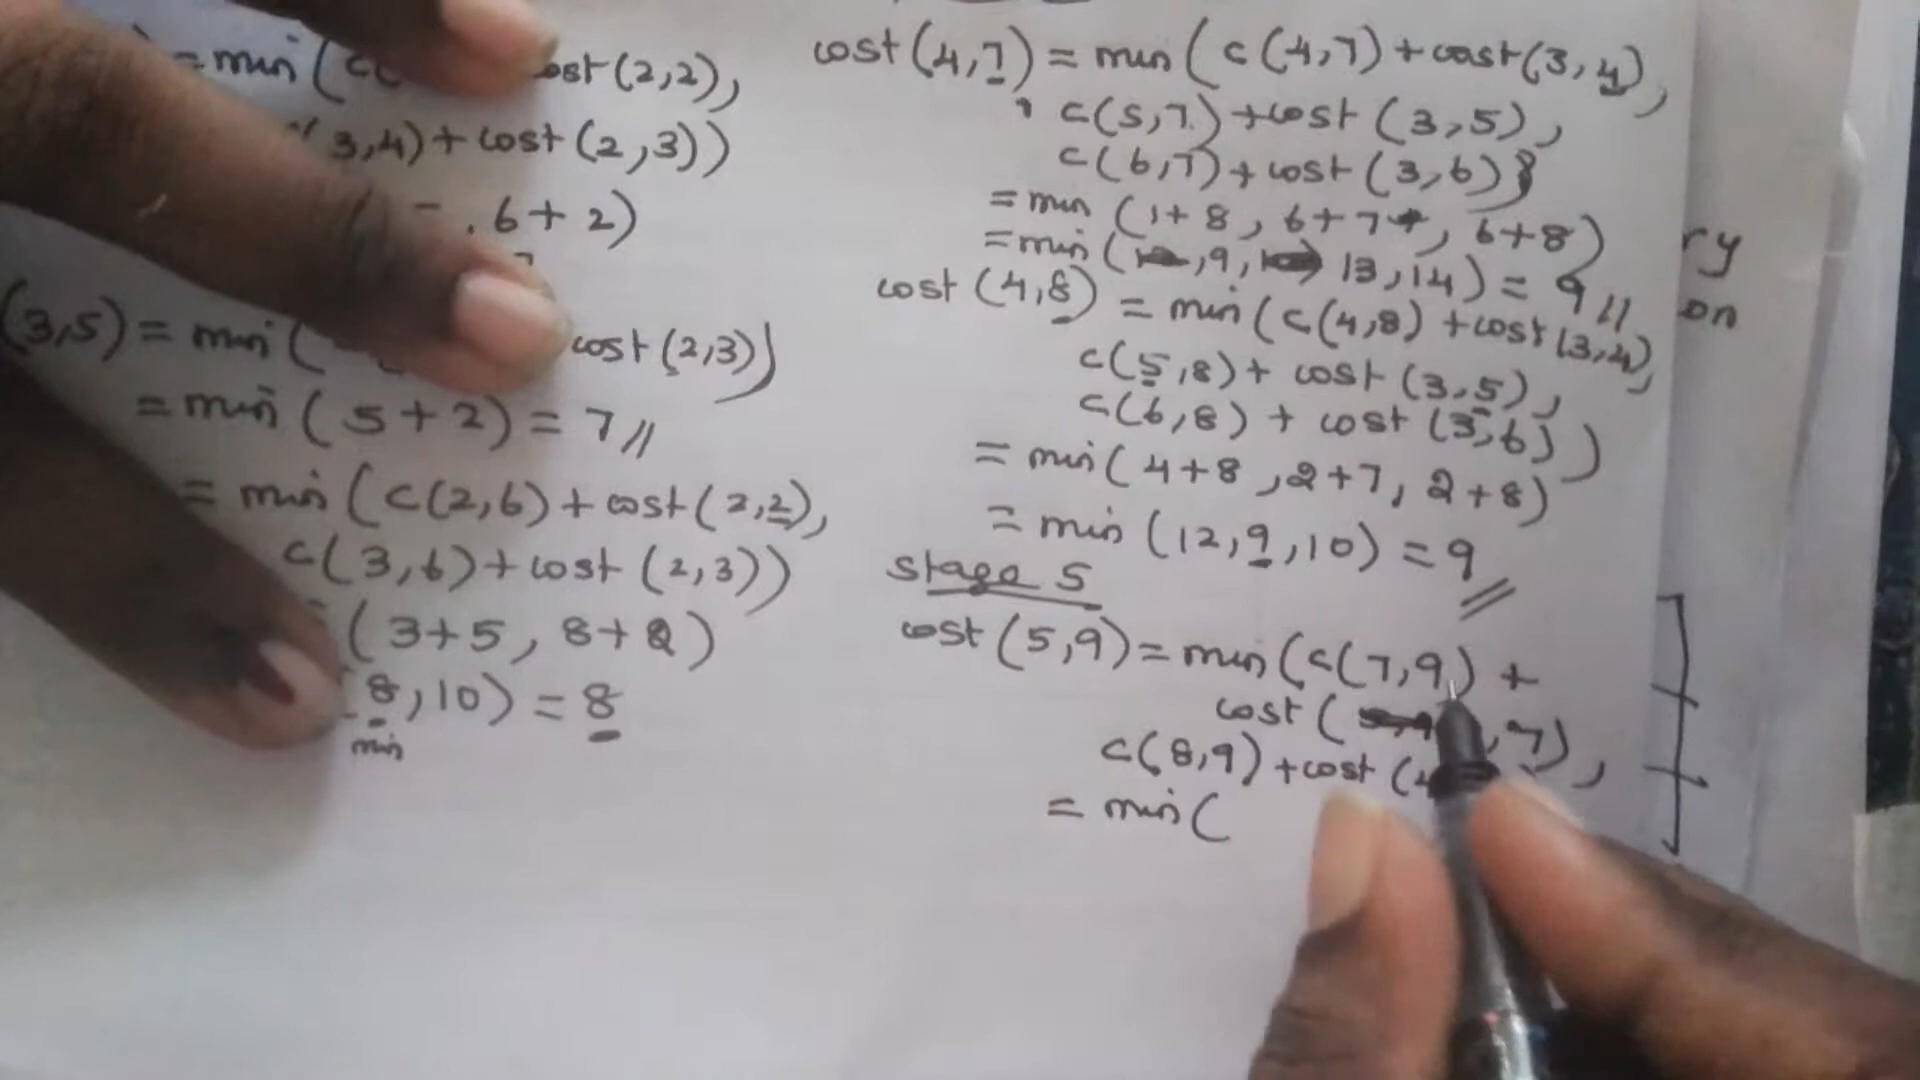 = min (c( ost (2,2),
3,4) + cost (2,3))
6 + 2)
(3,5) = min ( cost (2,3))
= min (5 + 2) = 7 //
= min (c(2,6) + cost (2,2),
c(3,6) + cost (2,3))
(3+5, 8+2)
8, 10) = 8
min
cost (4,7) = min (c(4,7) + cost (3,4),
c(5,7) + cost (3,5),
c(6,7) + cost (3,6)}
= min (1+8, 6+7, 6+8)
= min ( ,9, 13, 14) = 9 //
cost (4,8) = min (c(4,8) + cost (3,4),
c(5,8) + cost (3,5),
c(6,8) + cost (3,6))
= min (4+8, 2+7, 2+8)
= min (12, 9, 10) = 9 //
stage 5
cost (5,9) = min (c(7,9) +
cost ( ,7),
c(8,9) + cost (4
= min (
ry
on